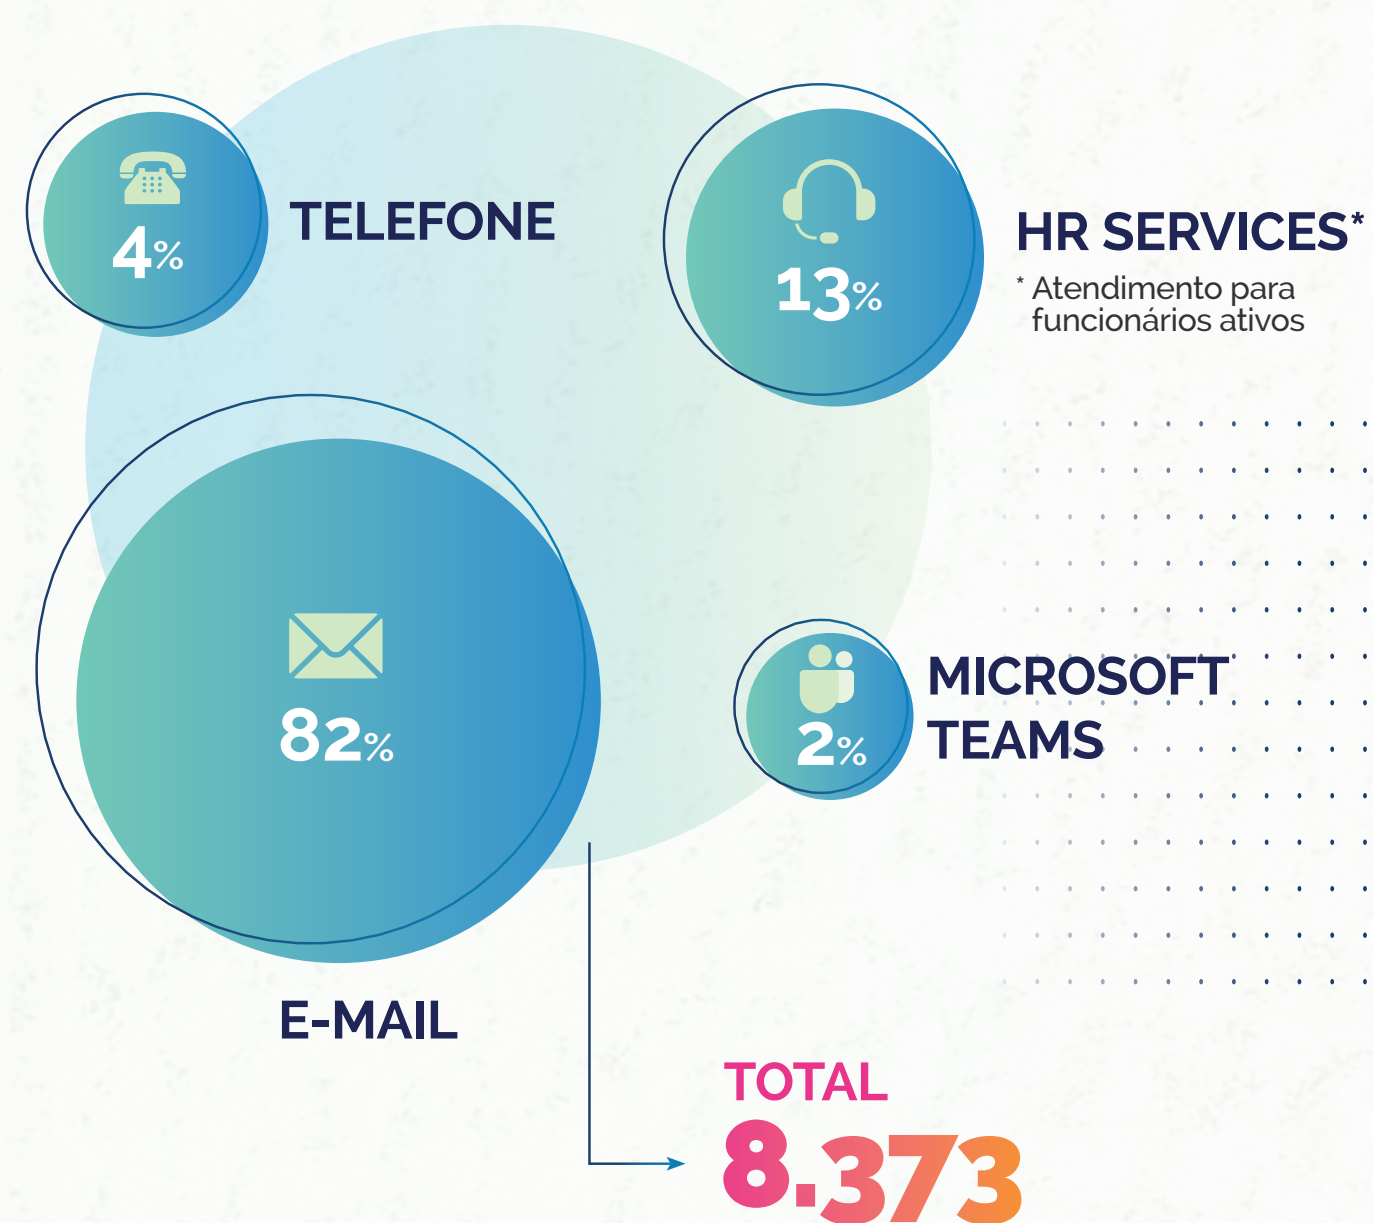 4%
TELEFONE
13%
HR SERVICES*
* Atendimento para
funcionários ativos
82%
E-MAIL
2%
MICROSOFT
TEAMS
TOTAL
8.373